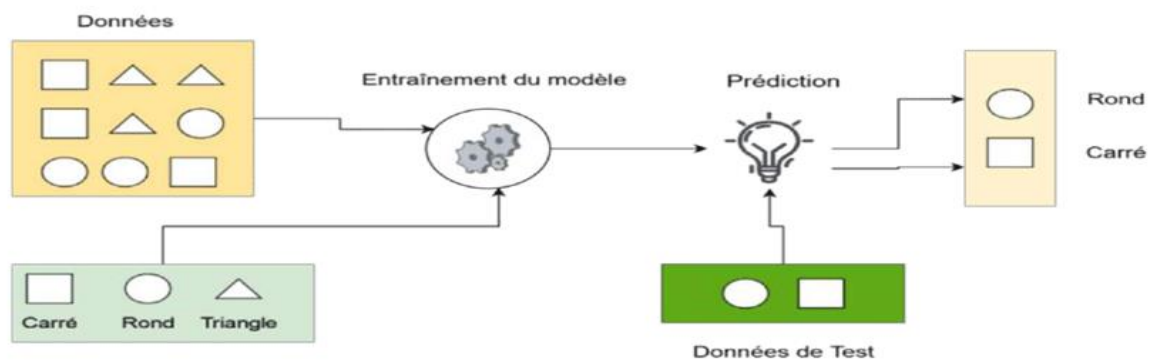 Données
Entraînement du modèle
Prédiction
Rond
Carré
Carré Rond Triangle
Données de Test